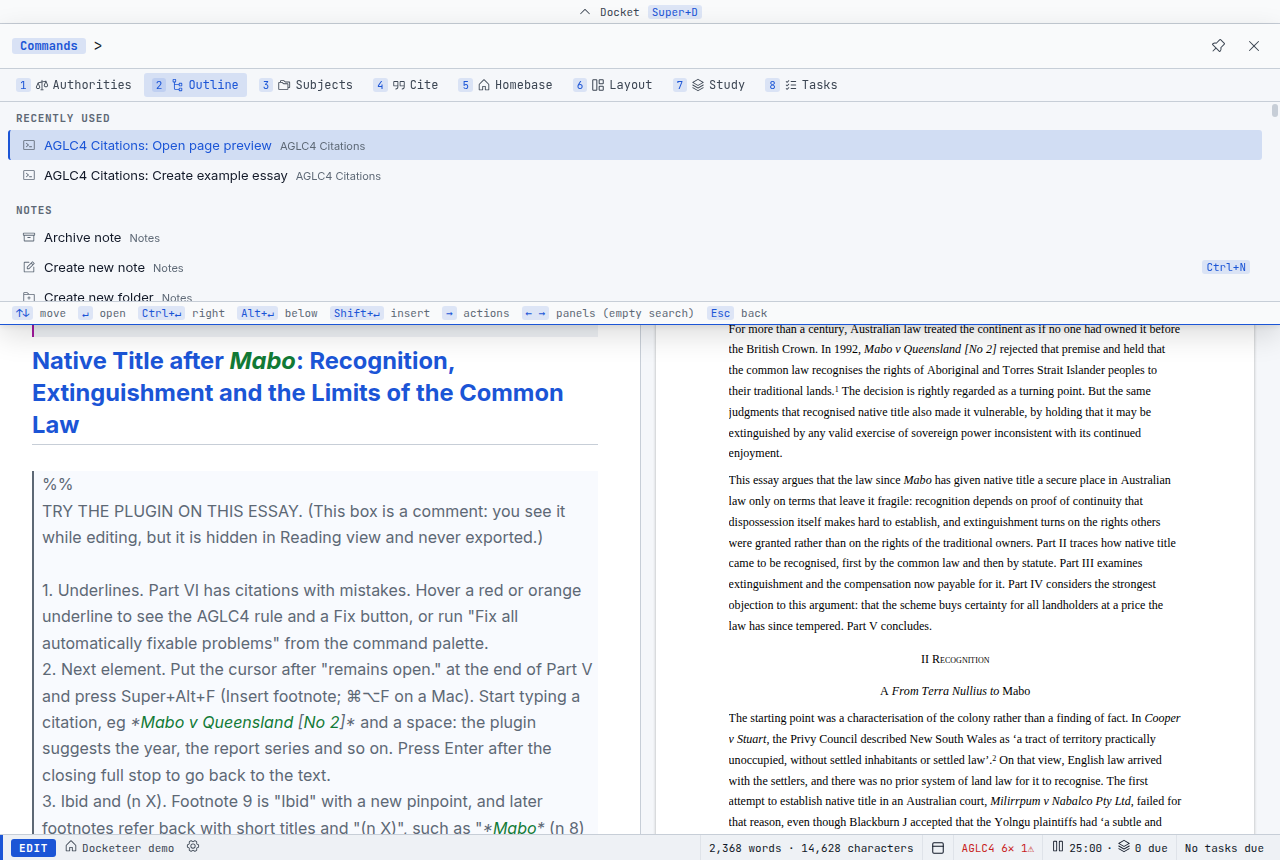 Docket Super+D
Commands >
1 Authorities 2 Outline 3 Subjects 4 Cite 5 Homebase 6 Layout 7 Study 8 Tasks
RECENTLY USED
AGLC4 Citations: Open page preview AGLC4 Citations
AGLC4 Citations: Create example essay AGLC4 Citations
NOTES
Archive note Notes
Create new note Notes Ctrl+N
Create new folder Notes
↑↓ move ↵ open Ctrl+↵ right Alt+↵ below Shift+↵ insert → actions ← → panels (empty search) Esc back
Native Title after Mabo: Recognition,
Extinguishment and the Limits of the Common
Law
%%
TRY THE PLUGIN ON THIS ESSAY. (This box is a comment: you see it
while editing, but it is hidden in Reading view and never exported.)
1. Underlines. Part VI has citations with mistakes. Hover a red or orange
underline to see the AGLC4 rule and a Fix button, or run "Fix all
automatically fixable problems" from the command palette.
2. Next element. Put the cursor after "remains open." at the end of Part V
and press Super+Alt+F (Insert footnote; ⌘⌥F on a Mac). Start typing a
citation, eg *Mabo v Queensland [No 2]* and a space: the plugin
suggests the year, the report series and so on. Press Enter after the
closing full stop to go back to the text.
3. Ibid and (n X). Footnote 9 is "Ibid" with a new pinpoint, and later
footnotes refer back with short titles and "(n X)", such as "*Mabo* (n 8)
For more than a century, Australian law treated the continent as if no one had owned it before
the British Crown. In 1992, Mabo v Queensland [No 2] rejected that premise and held that
the common law recognises the rights of Aboriginal and Torres Strait Islander peoples to
their traditional lands.1 The decision is rightly regarded as a turning point. But the same
judgments that recognised native title also made it vulnerable, by holding that it may be
extinguished by any valid exercise of sovereign power inconsistent with its continued
enjoyment.
This essay argues that the law since Mabo has given native title a secure place in Australian
law only on terms that leave it fragile: recognition depends on proof of continuity that
dispossession itself makes hard to establish, and extinguishment turns on the rights others
were granted rather than on the rights of the traditional owners. Part II traces how native title
came to be recognised, first by the common law and then by statute. Part III examines
extinguishment and the compensation now payable for it. Part IV considers the strongest
objection to this argument: that the scheme buys certainty for all landholders at a price the
law has since tempered. Part V concludes.
II Recognition
A From Terra Nullius to Mabo
The starting point was a characterisation of the colony rather than a finding of fact. In Cooper
v Stuart, the Privy Council described New South Wales as ‘a tract of territory practically
unoccupied, without settled inhabitants or settled law’.2 On that view, English law arrived
with the settlers, and there was no prior system of land law for it to recognise. The first
attempt to establish native title in an Australian court, Milirrpum v Nabalco Pty Ltd, failed for
that reason, even though Blackburn J accepted that the Yolngu plaintiffs had ‘a subtle and
EDIT Docketeer demo 2,368 words · 14,628 characters AGLC4 6× 1⚠ 25:00 · 0 due No tasks due